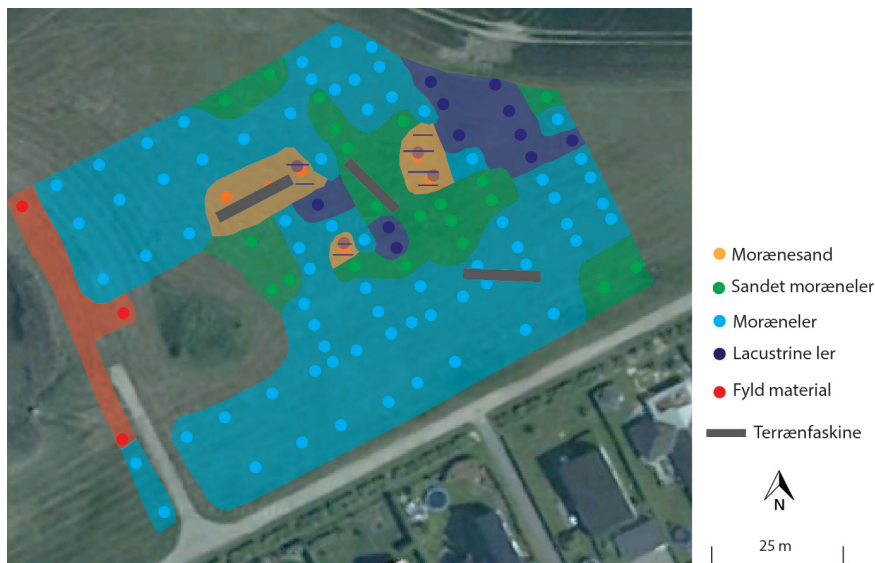 Morænesand
Sandet moræneler
Moræneler
Lacustrine ler
Fyld material
Terrænfaskine
N
25 m